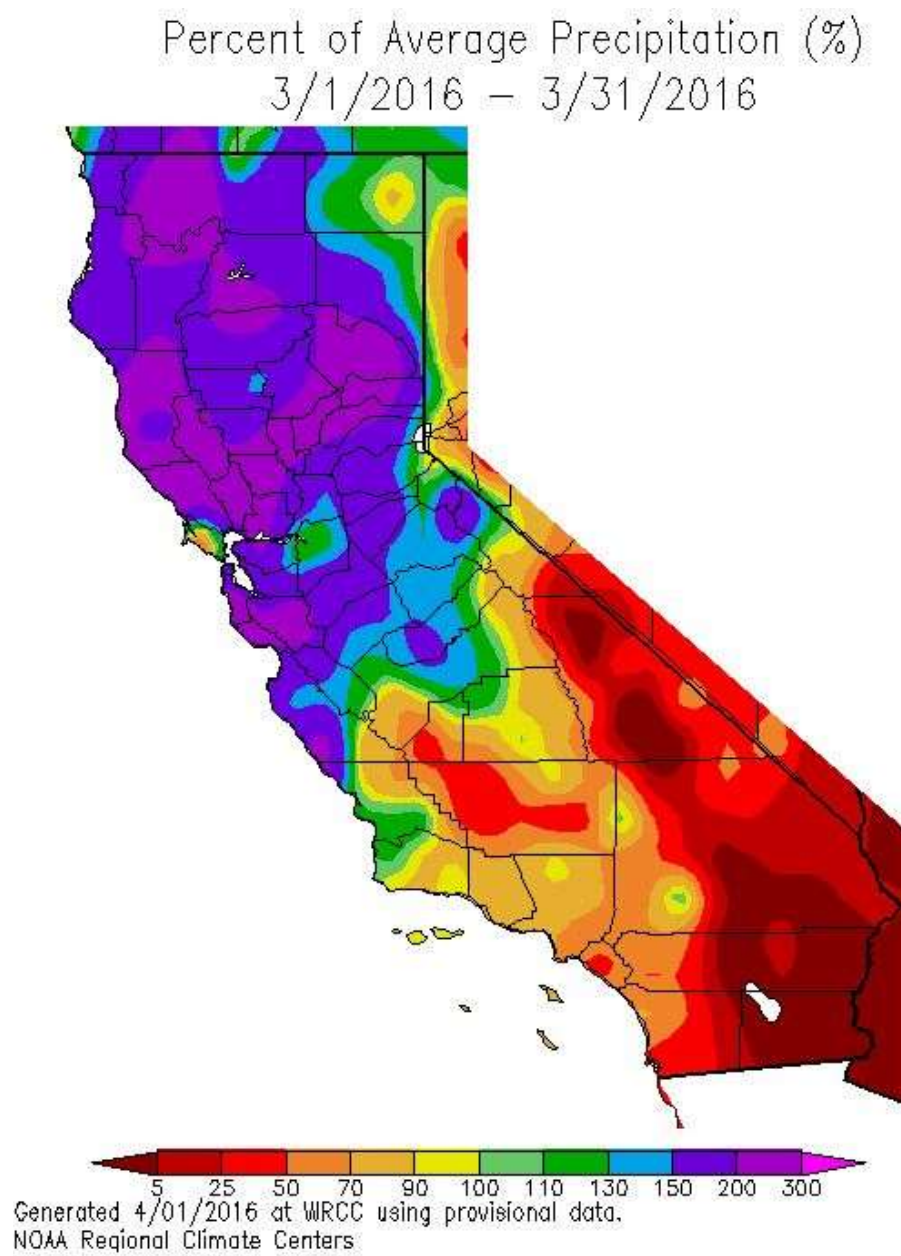 Percent of Average Precipitation (%)
3/1/2016 – 3/31/2016
5 25 50 70 90 100 110 130 150 200 300
Generated 4/01/2016 at WRCC using provisional data.
NOAA Regional Climate Centers